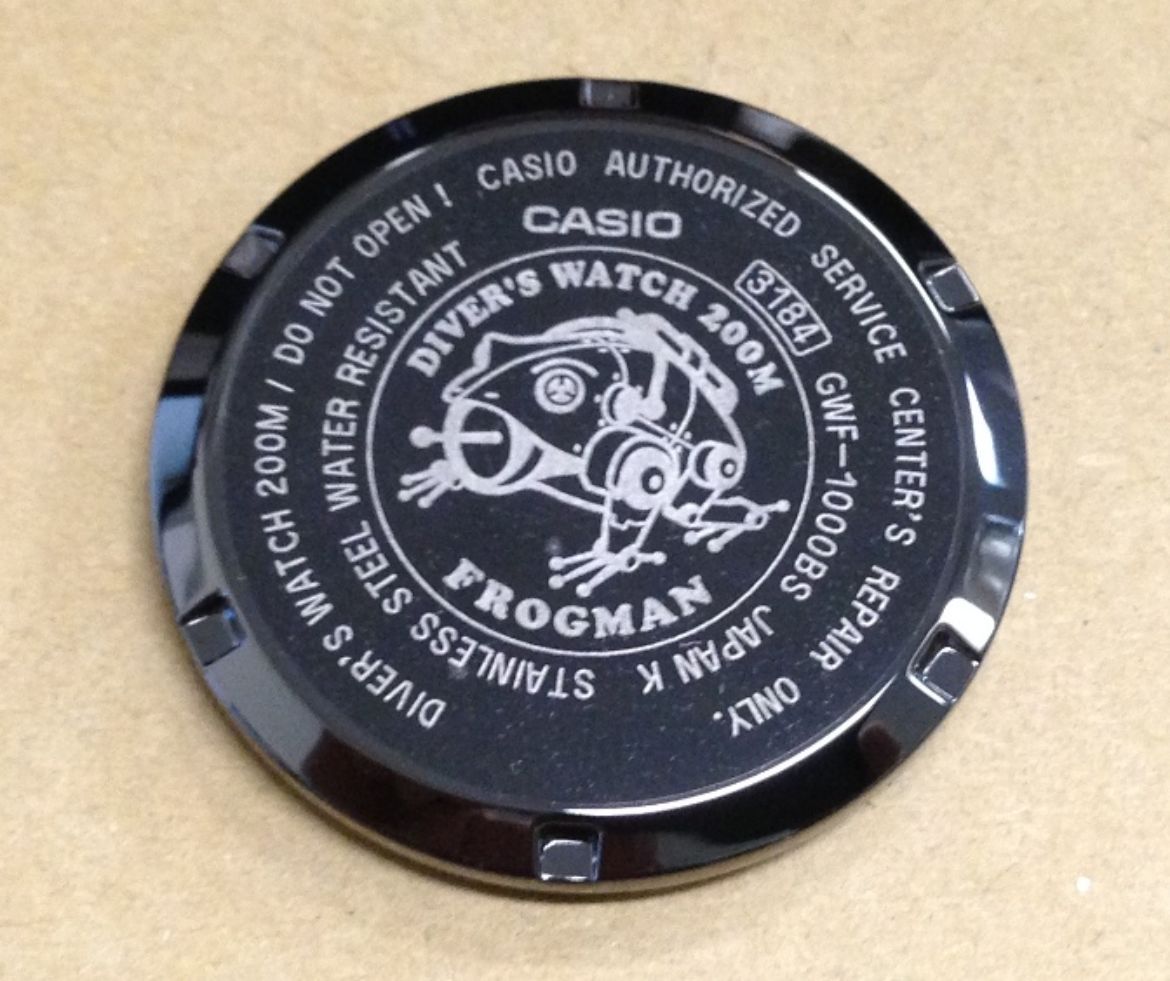 DIVER'S WATCH 200M / DO NOT OPEN! CASIO AUTHORIZED SERVICE CENTER'S REPAIR ONLY.
CASIO
STAINLESS STEEL WATER RESISTANT
3184 GWF-1000BS JAPAN K
DIVER'S WATCH 200M
FROGMAN